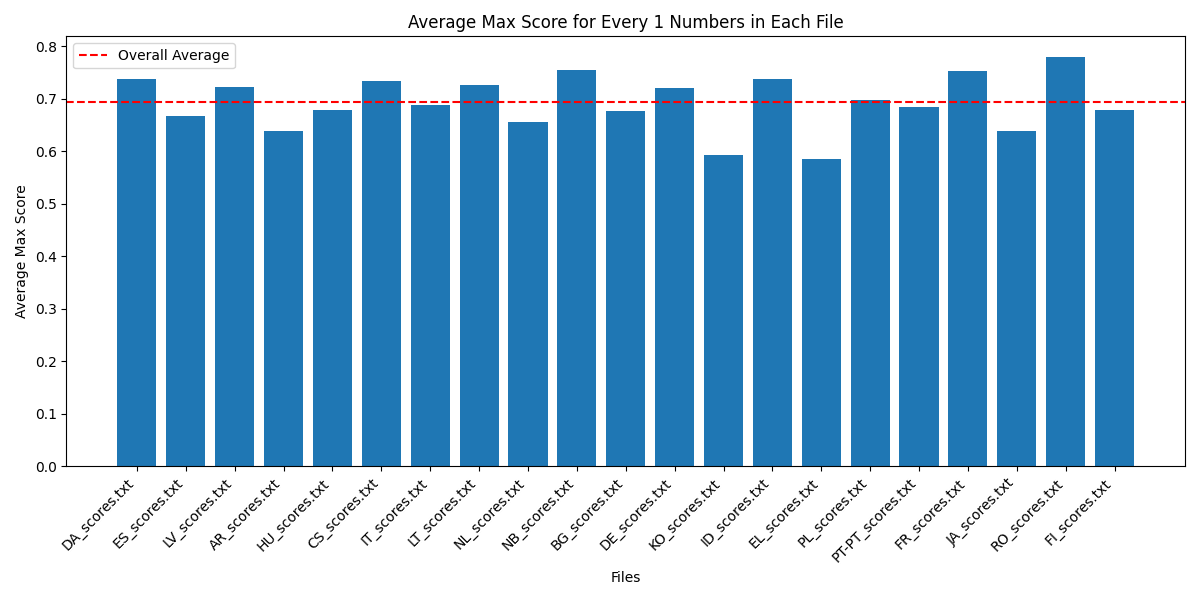 Average Max Score for Every 1 Numbers in Each File
Overall Average
Average Max Score
0.8
0.7
0.6
0.5
0.4
0.3
0.2
0.1
0.0
DA_scores.txt
ES_scores.txt
LV_scores.txt
AR_scores.txt
HU_scores.txt
CS_scores.txt
IT_scores.txt
LT_scores.txt
NL_scores.txt
NB_scores.txt
BG_scores.txt
DE_scores.txt
KO_scores.txt
ID_scores.txt
EL_scores.txt
PL_scores.txt
PT-PT_scores.txt
FR_scores.txt
JA_scores.txt
RO_scores.txt
FI_scores.txt
Files